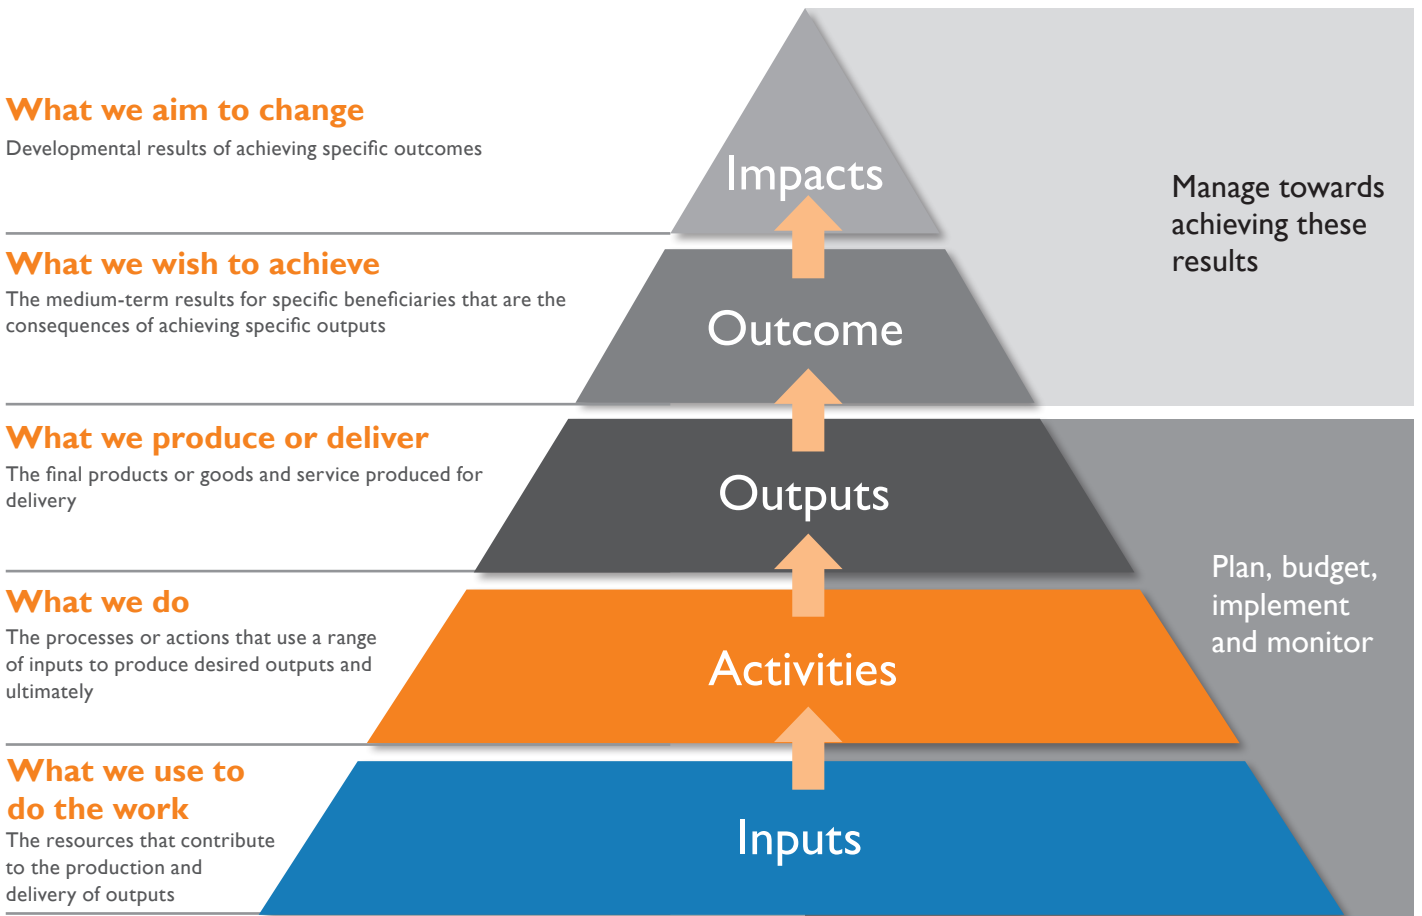 What we aim to change
Developmental results of achieving specific outcomes
Impacts
Manage towards
achieving these
results
What we wish to achieve
The medium-term results for specific beneficiaries that are the
consequences of achieving specific outputs
Outcome
What we produce or deliver
The final products or goods and service produced for
delivery
Outputs
Plan, budget,
implement
and monitor
What we do
The processes or actions that use a range
of inputs to produce desired outputs and
ultimately
Activities
What we use to
do the work
The resources that contribute
to the production and
delivery of outputs
Inputs